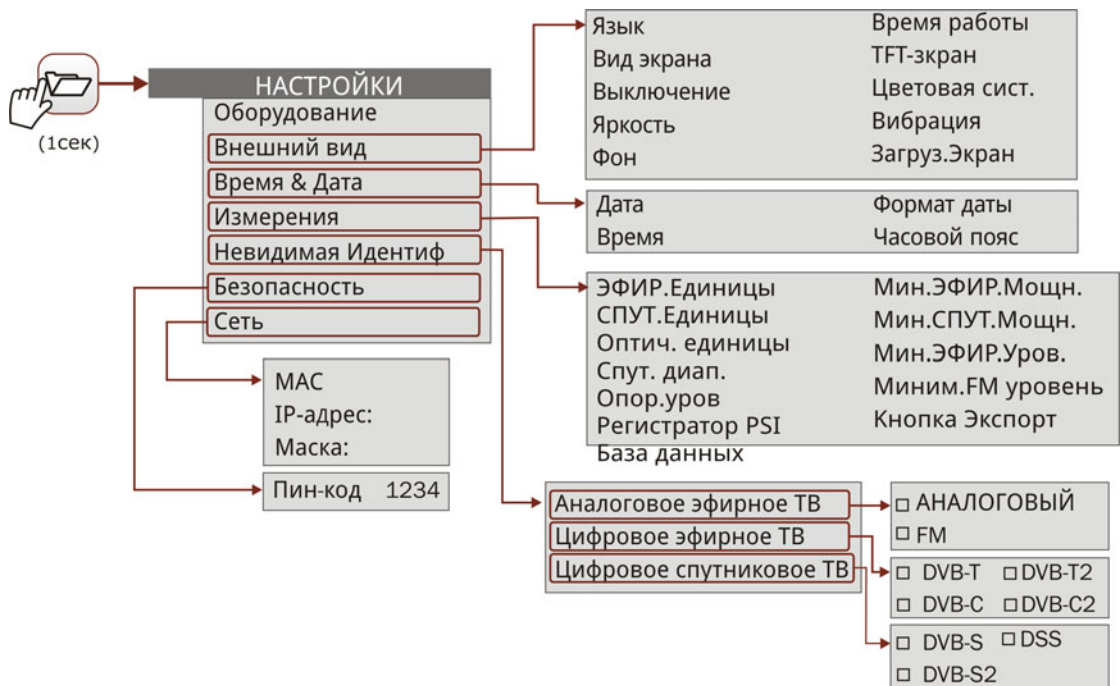 (1сек)
НАСТРОЙКИ
Оборудование
Внешний вид
Время & Дата
Измерения
Невидимая Идентиф
Безопасность
Сеть
MAC
IP-адрес:
Маска:
Пин-код 1234
Язык Время работы
Вид экрана TFT-зкран
Выключение Цветовая сист.
Яркость Вибрация
Фон Загруз.Экран
Дата Формат даты
Время Часовой пояс
ЭФИР.Единицы Мин.ЭФИР.Мощн.
СПУТ.Единицы Мин.СПУТ.Мощн.
Оптич. единицы Мин.ЭФИР.Уров.
Спут. диап. Миним.FM уровень
Опор.уров Кнопка Экспорт
Регистратор PSI
База данных
Аналоговое эфирное ТВ
Цифровое эфирное ТВ
Цифровое спутниковое ТВ
АНАЛОГОВЫЙ
FM
DVB-T DVB-T2
DVB-C DVB-C2
DVB-S DSS
DVB-S2